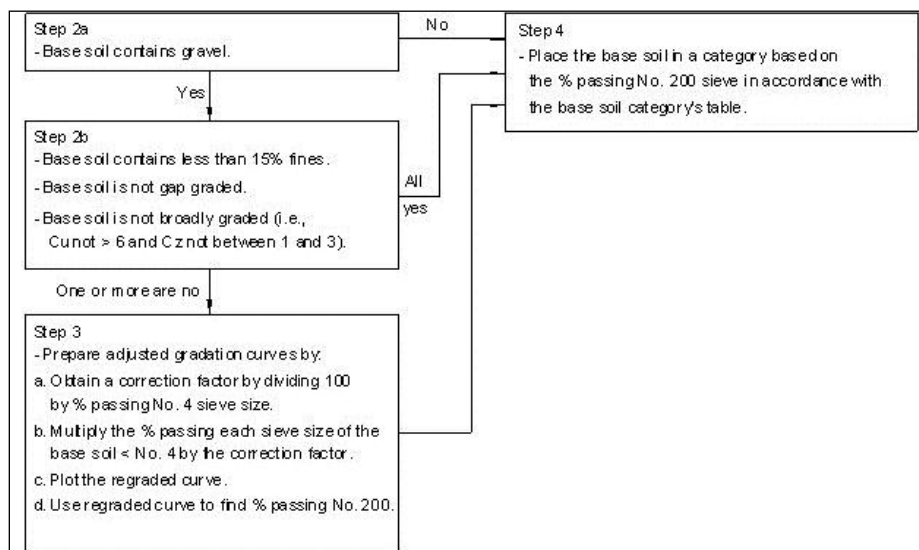 Step 2a
- Base soil contains gravel.
No
Step 4
- Place the base soil in a category based on
the % passing No. 200 sieve in accordance with
the base soil category's table.
Yes
Step 2b
- Base soil contains less than 15% fines.
- Base soil is not gap graded.
- Base soil is not broadly graded (i.e.,
Cu not > 6 and Cz not between 1 and 3).
All
yes
One or more are no
Step 3
- Prepare adjusted gradation curves by:
a. Obtain a correction factor by dividing 100
by % passing No. 4 sieve size.
b. Multiply the % passing each sieve size of the
base soil < No. 4 by the correction factor.
c. Plot the regraded curve.
d. Use regraded curve to find % passing No. 200.